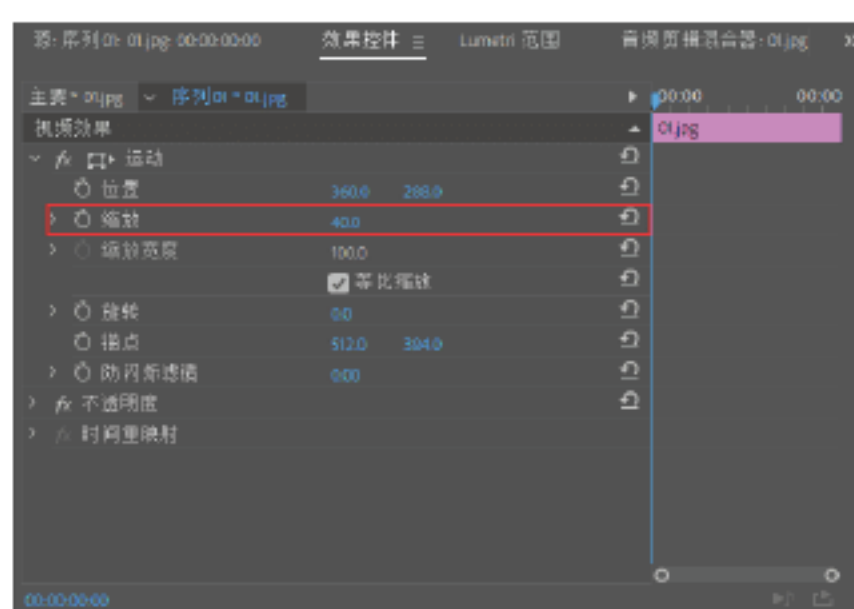 源: 序列 01: 01.jpg: 00:00:00:00 效果控件 Lumetri 范围 音频剪辑混合器: 01.jpg
主要 * 01.jpg 序列 01 * 01.jpg 00:00 00:00
视频效果 01.jpg
fx 运动
位置 360.0 288.0
缩放 40.0
缩放宽度 100.0
等比缩放
旋转 0.0
锚点 512.0 384.0
防闪烁滤镜 0.00
fx 不透明度
fx 时间重映射
00:00:00:00